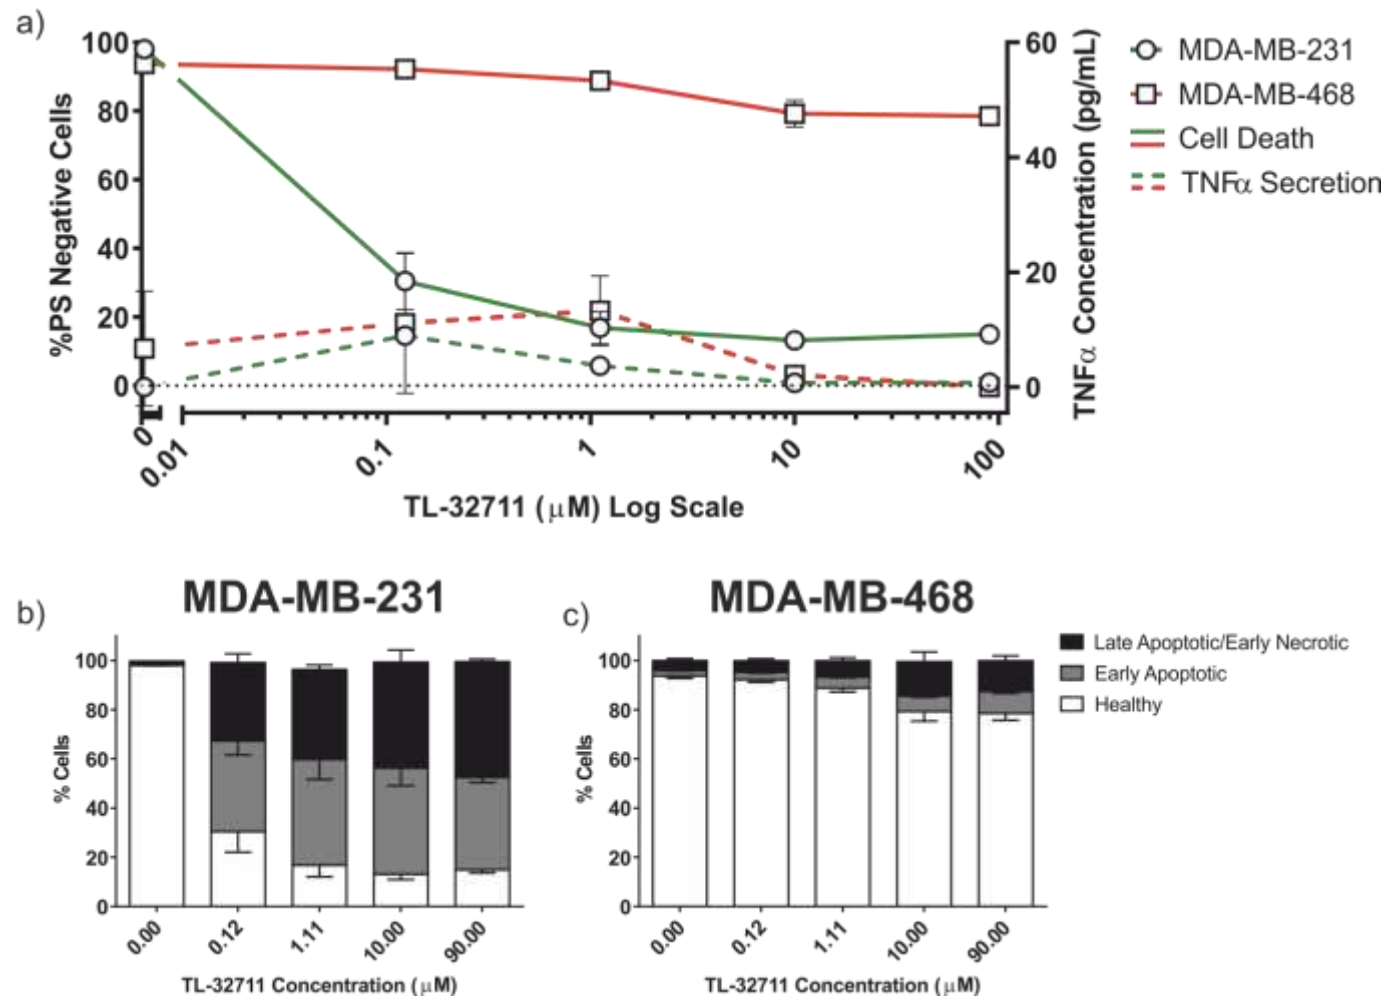 a)
100
80
60
40
20
0
%PS Negative Cells
60
40
20
0
TNFα Concentration (pg/mL)
MDA-MB-231
MDA-MB-468
Cell Death
TNFα Secretion
0
0.01
0.1
1
10
100
TL-32711 (μM) Log Scale
b)
MDA-MB-231
100
80
60
40
20
0
% Cells
0.00
0.12
1.11
10.00
90.00
TL-32711 Concentration (μM)
c)
MDA-MB-468
100
80
60
40
20
0
% Cells
0.00
0.12
1.11
10.00
90.00
TL-32711 Concentration (μM)
Late Apoptotic/Early Necrotic
Early Apoptotic
Healthy